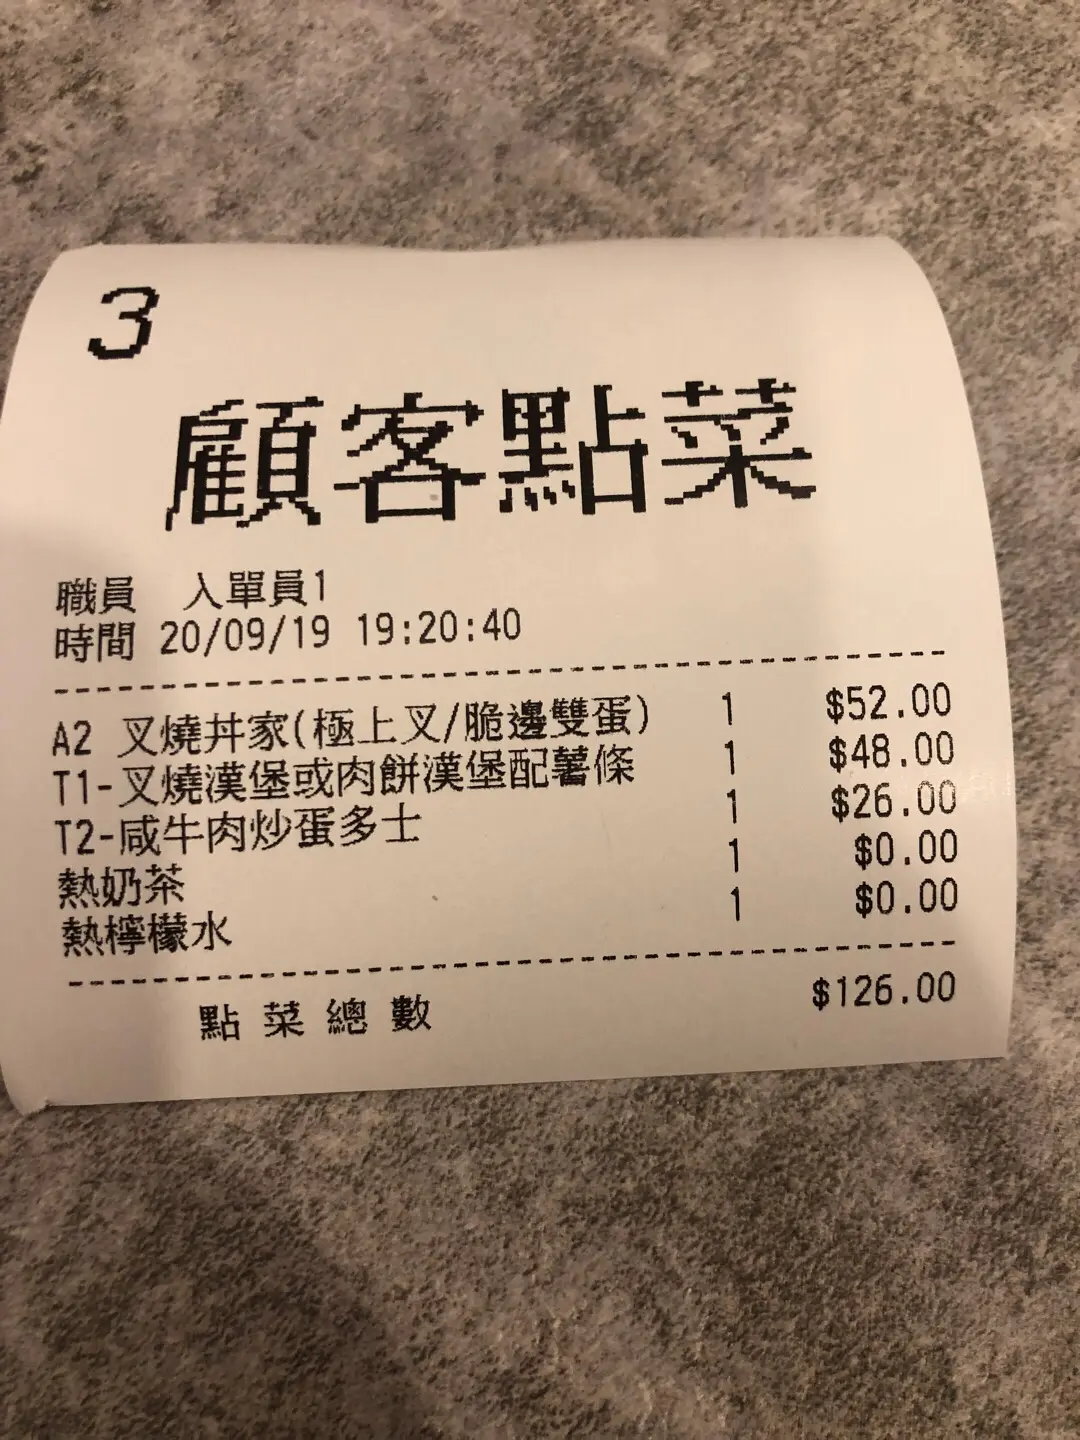 3
顧客點菜
職員 入單員1
時間 20/09/19 19:20:40
A2 叉燒丼家(極上叉/脆邊雙蛋) 1 $52.00
T1-叉燒漢堡或肉餅漢堡配薯條 1 $48.00
T2-咸牛肉炒蛋多士 1 $26.00
熱奶茶 1 $0.00
熱檸檬水 1 $0.00
點菜總數 $126.00